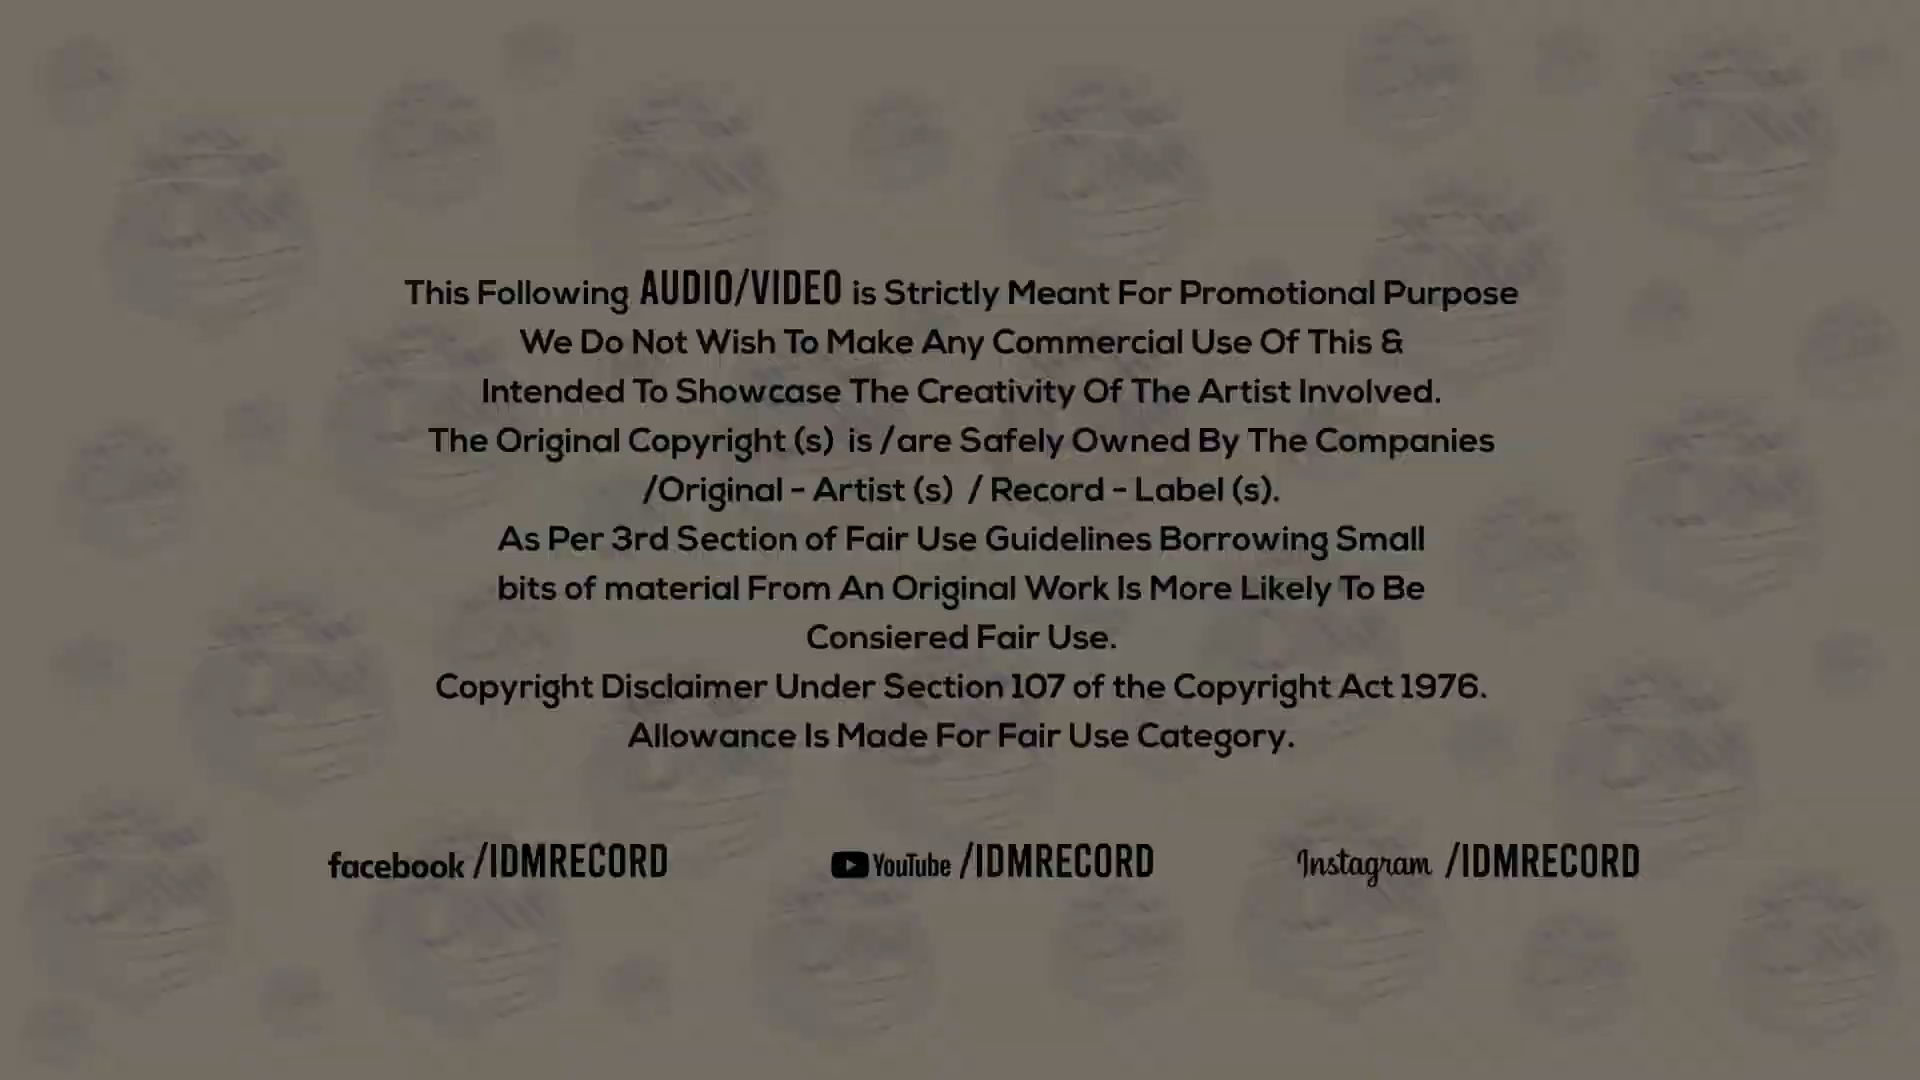 This Following AUDIO/VIDEO is Strictly Meant For Promotional Purpose
We Do Not Wish To Make Any Commercial Use Of This &
Intended To Showcase The Creativity Of The Artist Involved.
The Original Copyright (s) is /are Safely Owned By The Companies
/Original - Artist (s) / Record - Label (s).
As Per 3rd Section of Fair Use Guidelines Borrowing Small
bits of material From An Original Work Is More Likely To Be
Consiered Fair Use.
Copyright Disclaimer Under Section 107 of the Copyright Act 1976.
Allowance Is Made For Fair Use Category.
facebook /IDMRECORD YouTube /IDMRECORD Instagram /IDMRECORD